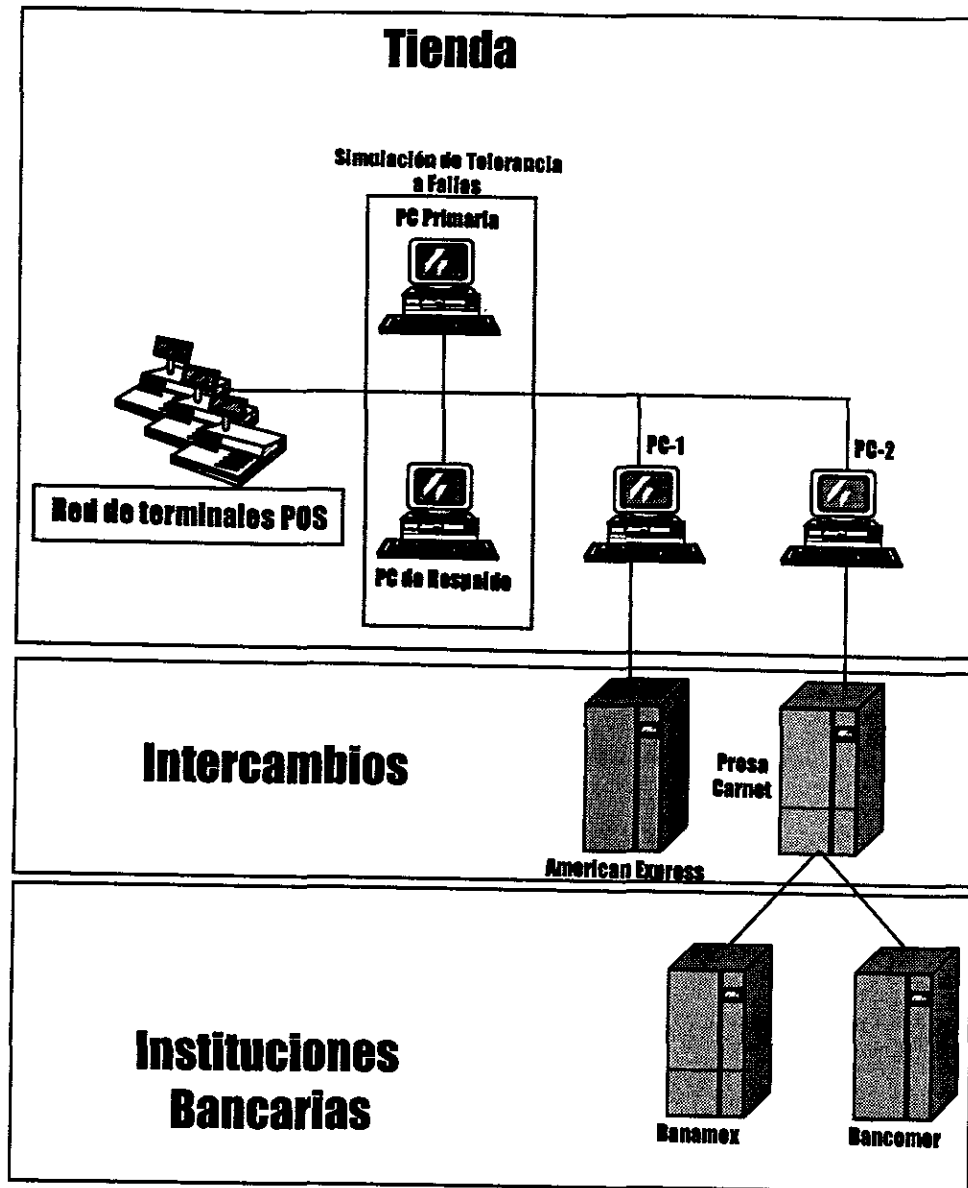 Tienda
Simulación de Tolerancia
a Fallas
PC Primaria
PC-1
PC-2
Red de terminales POS
PC de Respaldo
Intercambios
Prosa
Carnet
American Express
Instituciones
Bancarias
Banamex
Bancomer